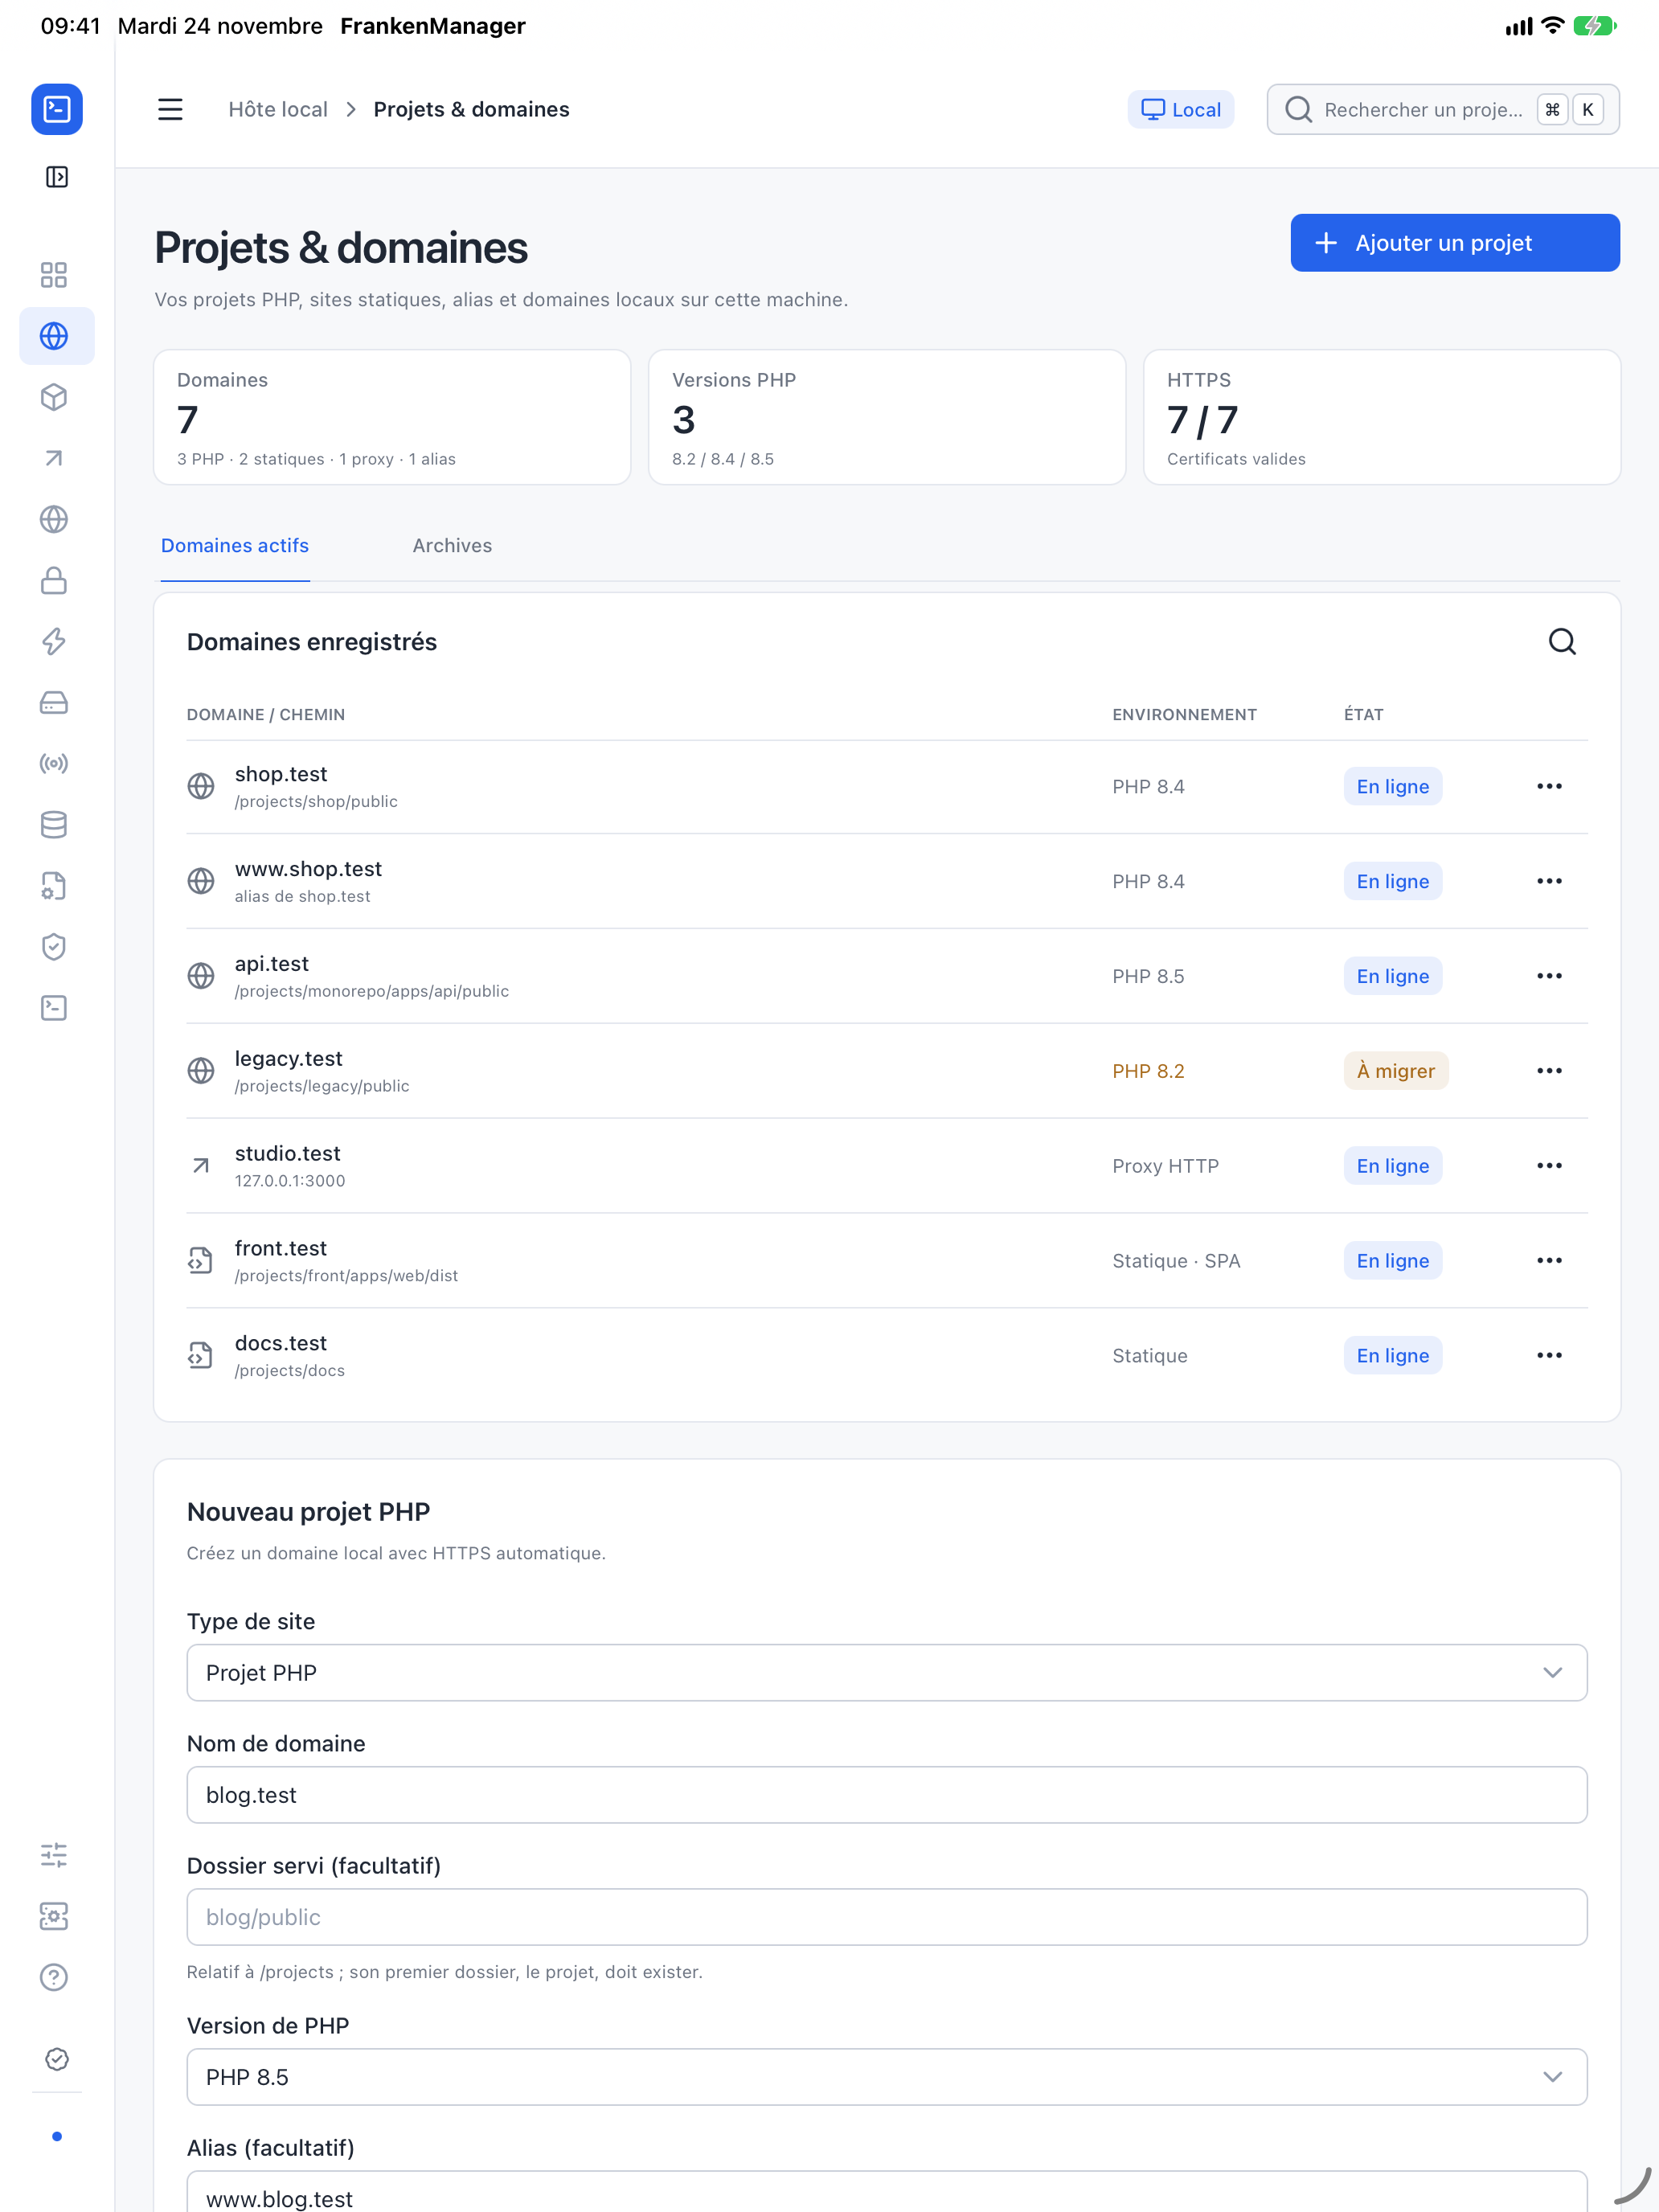 09:41 Mardi 24 novembre FrankenManager
Hôte local > Projets & domaines
Local
Rechercher un proje... ⌘ K
Projets & domaines
Ajouter un projet
Vos projets PHP, sites statiques, alias et domaines locaux sur cette machine.
Domaines
7
3 PHP · 2 statiques · 1 proxy · 1 alias
Versions PHP
3
8.2 / 8.4 / 8.5
HTTPS
7 / 7
Certificats valides
Domaines actifs
Archives
Domaines enregistrés
DOMAINE / CHEMIN ENVIRONNEMENT ÉTAT
shop.test
/projects/shop/public
PHP 8.4
En ligne
www.shop.test
alias de shop.test
PHP 8.4
En ligne
api.test
/projects/monorepo/apps/api/public
PHP 8.5
En ligne
legacy.test
/projects/legacy/public
PHP 8.2
À migrer
studio.test
127.0.0.1:3000
Proxy HTTP
En ligne
front.test
/projects/front/apps/web/dist
Statique · SPA
En ligne
docs.test
/projects/docs
Statique
En ligne
Nouveau projet PHP
Créez un domaine local avec HTTPS automatique.
Type de site
Projet PHP
Nom de domaine
blog.test
Dossier servi (facultatif)
blog/public
Relatif à /projects ; son premier dossier, le projet, doit exister.
Version de PHP
PHP 8.5
Alias (facultatif)
www.blog.test